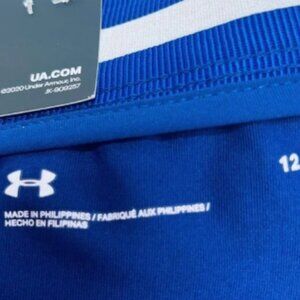 UA.COM
©2020 Under Armour, Inc.
12
MADE IN PHILIPPINES / FABRIQUÉ AUX PHILIPPINES /
HECHO EN FILIPINAS